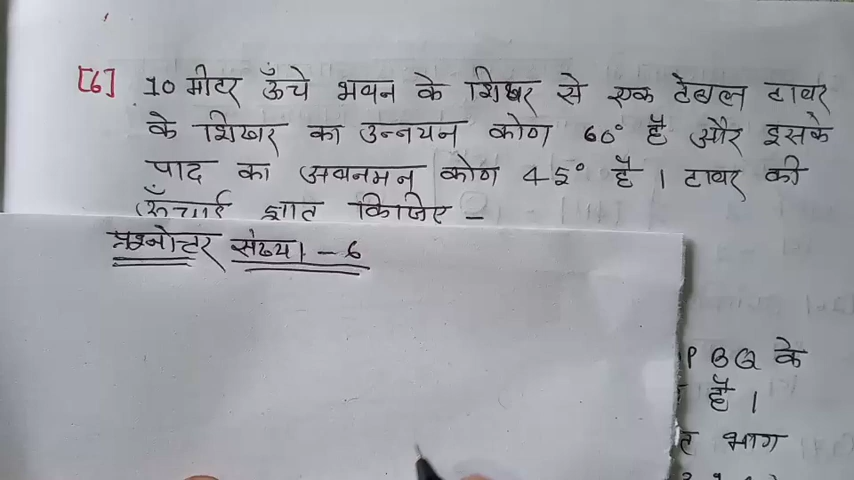 [6] 10 मीटर ऊँचे भवन के शिखर से एक टेबल टावर
के शिखर का उन्नयन कोण 60° है और इसके
पाद का अवनमन कोण 45° है । टावर की
ऊँचाई ज्ञात किजिए -
प्रश्नोत्तर संख्या - 6
P B Q के
है ।
भाग